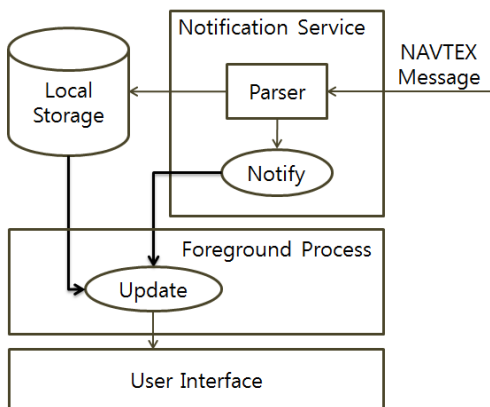 Notification Service
NAVTEX
Message
Local
Storage
Parser
Notify
Foreground Process
Update
User Interface